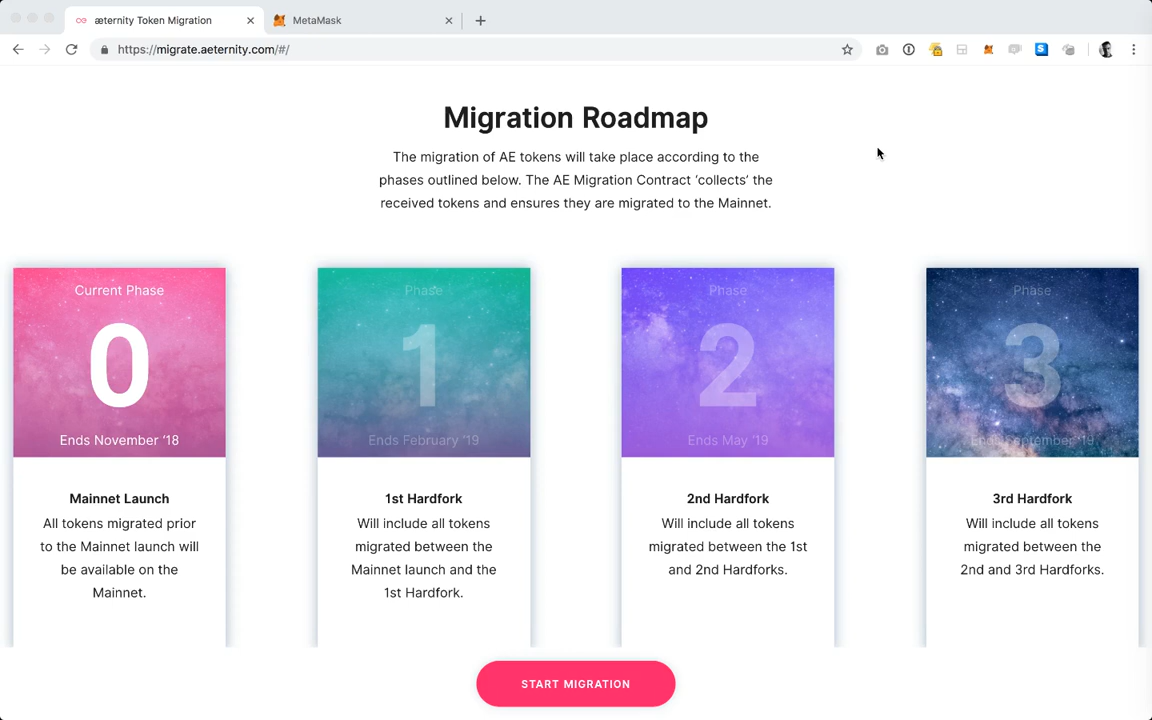 æternity Token Migration
MetaMask
https://migrate.aeternity.com/#/
Migration Roadmap
The migration of AE tokens will take place according to the
phases outlined below. The AE Migration Contract ‘collects’ the
received tokens and ensures they are migrated to the Mainnet.
Current Phase
0
Ends November ‘18
Mainnet Launch
All tokens migrated prior
to the Mainnet launch will
be available on the
Mainnet.
Phase
1
Ends February ‘19
1st Hardfork
Will include all tokens
migrated between the
Mainnet launch and the
1st Hardfork.
Phase
2
Ends May ‘19
2nd Hardfork
Will include all tokens
migrated between the 1st
and 2nd Hardforks.
Phase
3
Ends September ‘19
3rd Hardfork
Will include all tokens
migrated between the
2nd and 3rd Hardforks.
START MIGRATION